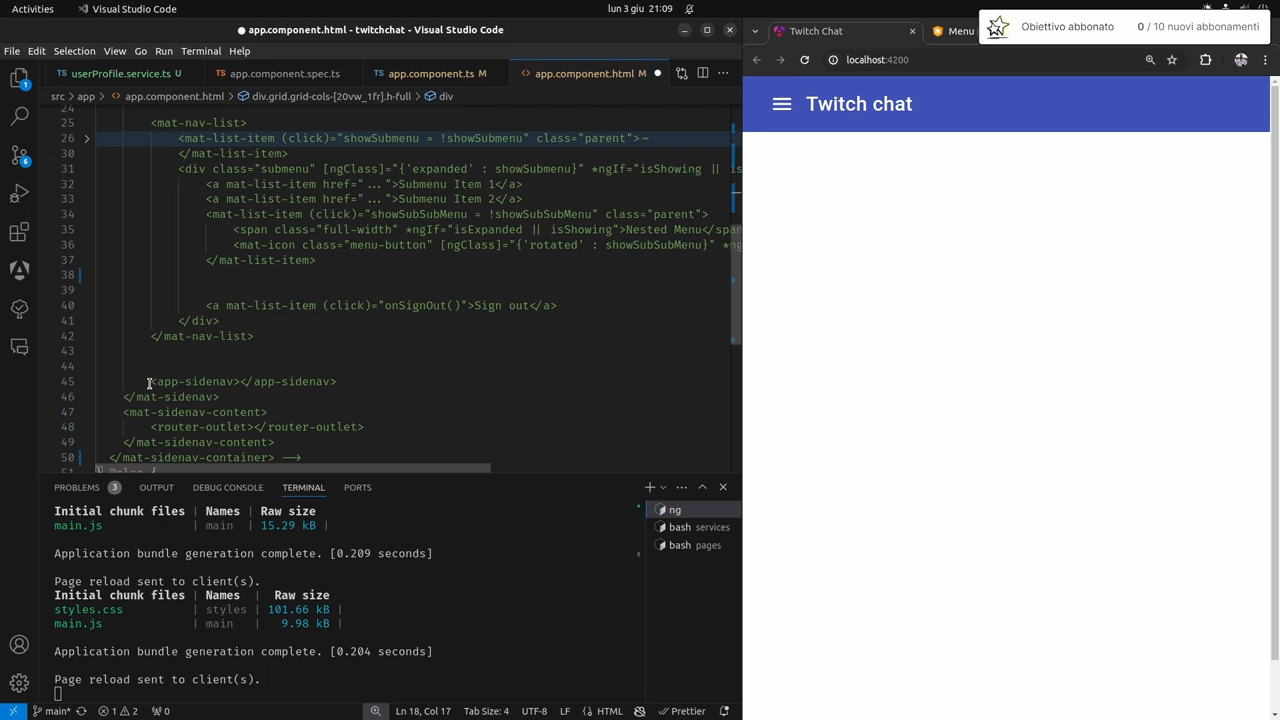 Activities
Visual Studio Code
lun 3 giu 21:09
● app.component.html - twitch - Visual Studio Code
File Edit Selection View Go Run Terminal Help
userProfile.service.ts U
app.component.spec.ts
app.component.ts M
<> app.component.html M ●
src > app > <> app.component.html > div.grid.grid-cols-[20vw_1fr].h-full > div
24
25 <mat-nav-list>
26 <mat-list-item (click)="showSubmenu = !showSubmenu" class="parent">⋯
30 </mat-list-item>
31 <div class="submenu" [ngClass]="{'expanded' : showSubmenu}" *ngIf="isShowing || is
32 <a mat-list-item href="...">Submenu Item 1</a>
33 <a mat-list-item href="...">Submenu Item 2</a>
34 <mat-list-item (click)="showSubSubMenu = !showSubSubMenu" class="parent">
35 <span class="full-width" *ngIf="isExpanded || isShowing">Nested Menu</span
36 <mat-icon class="menu-button" [ngClass]="{'rotated' : showSubSubMenu}" *ng
37 </mat-list-item>
38
39
40 <a mat-list-item (click)="onSignOut()">Sign out</a>
41 </div>
42 </mat-nav-list>
43
44
45 <app-sidenav></app-sidenav>
46 </mat-sidenav>
47 <mat-sidenav-content>
48 <router-outlet></router-outlet>
49 </mat-sidenav-content>
50 </mat-sidenav-container> -->
51 } @else {
PROBLEMS 3 OUTPUT DEBUG CONSOLE TERMINAL PORTS
Initial chunk files | Names | Raw size
main.js | main | 15.29 kB |
Application bundle generation complete. [0.209 seconds]
Page reload sent to client(s).
Initial chunk files | Names | Raw size
styles.css | styles | 101.66 kB |
main.js | main | 9.98 kB |
Application bundle generation complete. [0.204 seconds]
Page reload sent to client(s).
ng
bash services
bash pages
1
6
main* ⊗ 1 ⚠ 2 0
Ln 18, Col 17 Tab Size: 4 UTF-8 LF {} HTML Prettier
Twitch Chat
Menu
Obiettivo abbonato 0 / 10 nuovi abbonamenti
localhost:4200
Twitch chat